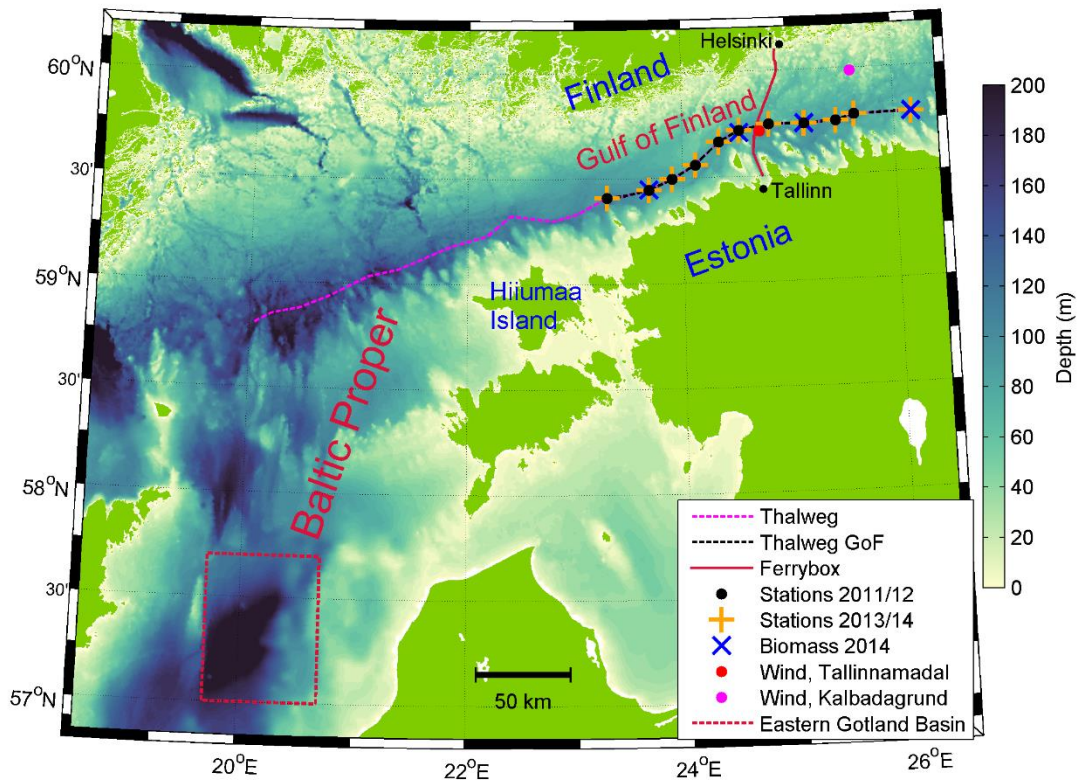 Helsinki
60°N
Finland
Gulf of Finland
30'
Tallinn
Estonia
59°N
Hiiumaa
Island
30'
Baltic Proper
58°N
30'
57°N
50 km
20°E
22°E
24°E
26°E
200
180
160
140
120
100
80
60
40
20
0
Depth (m)
Thalweg
Thalweg GoF
Ferrybox
Stations 2011/12
Stations 2013/14
Biomass 2014
Wind, Tallinnamadal
Wind, Kalbadagrund
Eastern Gotland Basin